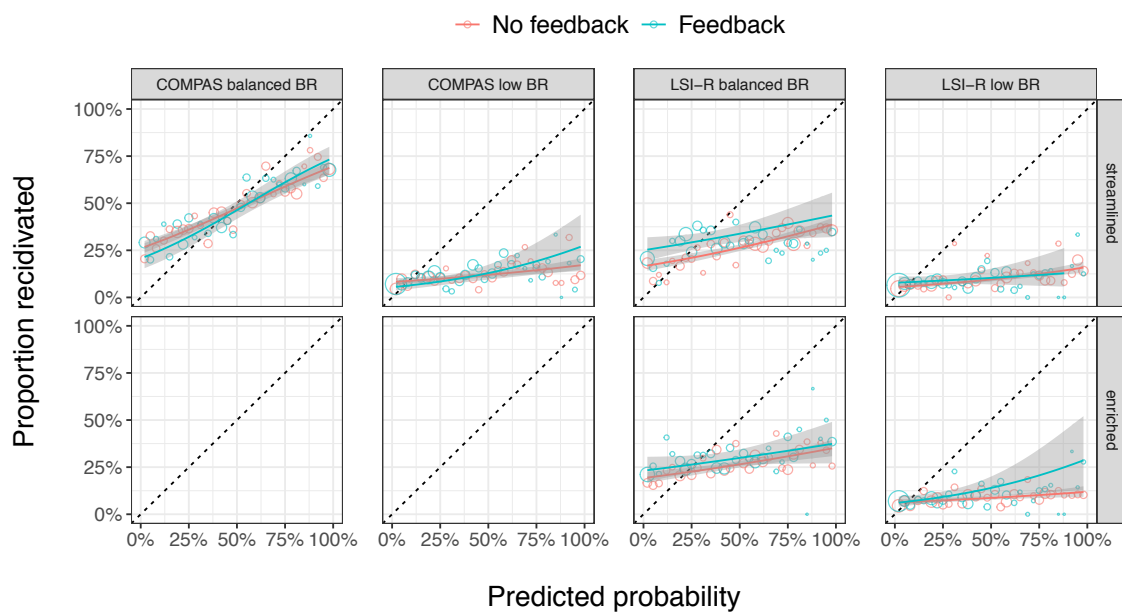 No feedback Feedback
COMPAS balanced BR COMPAS low BR LSI−R balanced BR LSI−R low BR
100%
75%
50%
25%
0%
streamlined
100%
75%
50%
25%
0%
enriched
0% 25% 50% 75% 100% 0% 25% 50% 75% 100% 0% 25% 50% 75% 100% 0% 25% 50% 75% 100%
Predicted probability
Proportion recidivated